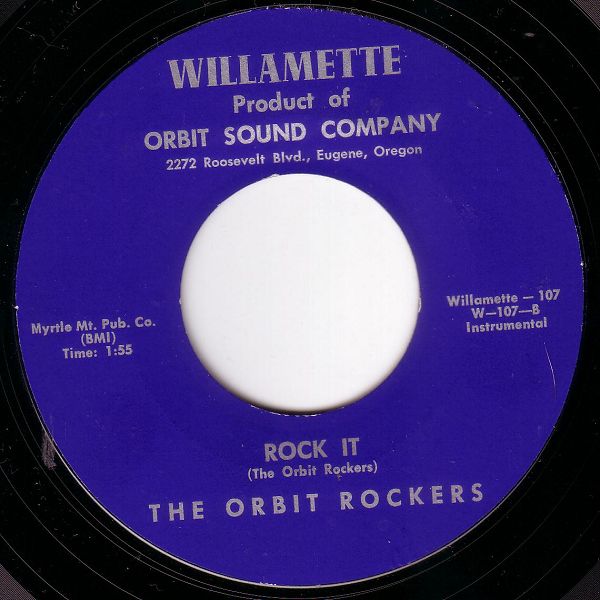 WILLAMETTE
Product of
ORBIT SOUND COMPANY
2272 Roosevelt Blvd., Eugene, Oregon
Myrtle Mt. Pub. Co.
(BMI)
Time: 1:55
Willamette — 107
W—107—B
Instrumental
ROCK IT
(The Orbit Rockers)
THE ORBIT ROCKERS